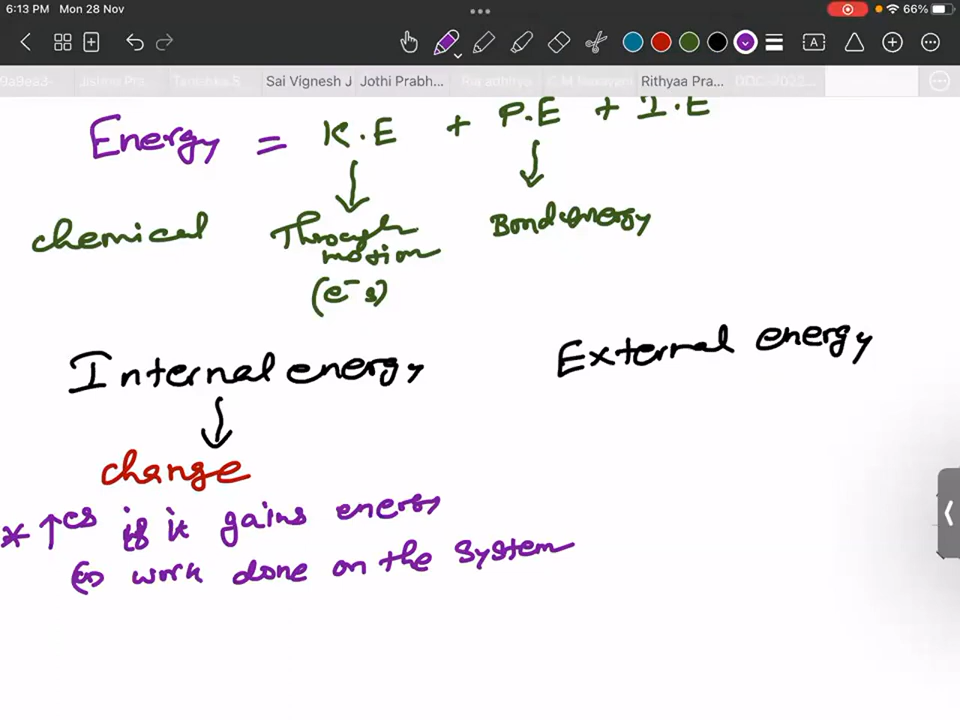 6:13 PM Mon 28 Nov
66%
Sai Vignesh J
Jothi Prabh...
Rithyaa Pra...
Energy = K.E + P.E + I.E
chemical
Through motion
(e⁻s)
Bond energy
Internal energy
External energy
change
* ↑es if it gains energy
(or) work done on the system